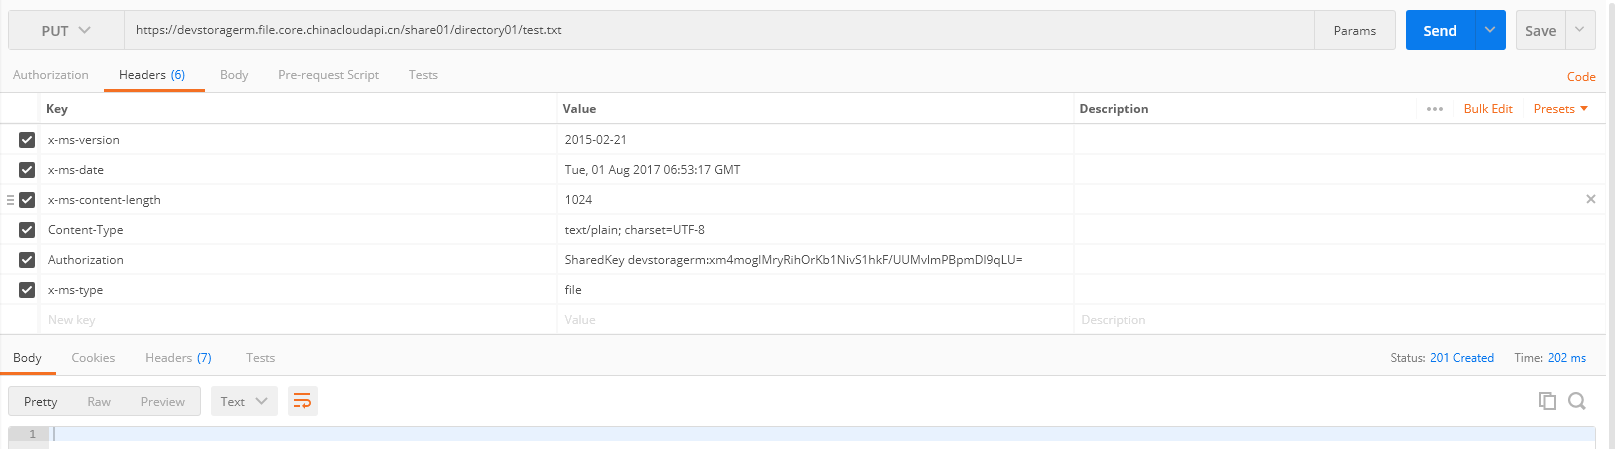 PUT https://devstoragerm.file.core.chinacloudapi.cn/share01/directory01/test.txt Params Send Save
Authorization Headers (6) Body Pre-request Script Tests Code
Key Value Description Bulk Edit Presets
x-ms-version 2015-02-21
x-ms-date Tue, 01 Aug 2017 06:53:17 GMT
x-ms-content-length 1024
Content-Type text/plain; charset=UTF-8
Authorization SharedKey devstoragerm:xm4moglMryRihOrKb1NivS1hkF/UUMvlmPBpmDl9qLU=
x-ms-type file
New key Value Description
Body Cookies Headers (7) Tests Status: 201 Created Time: 202 ms
Pretty Raw Preview Text
1